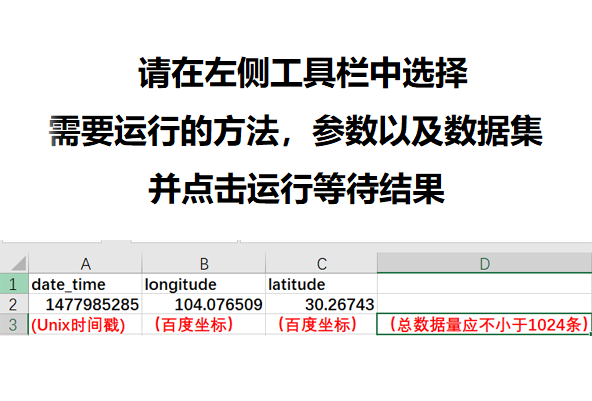 请在左侧工具栏中选择
需要运行的方法，参数以及数据集
并点击运行等待结果
A B C D
1 date_time longitude latitude
2 1477985285 104.076509 30.26743
3 (Unix时间戳) （百度坐标） （百度坐标） （总数据量应不小于1024条）